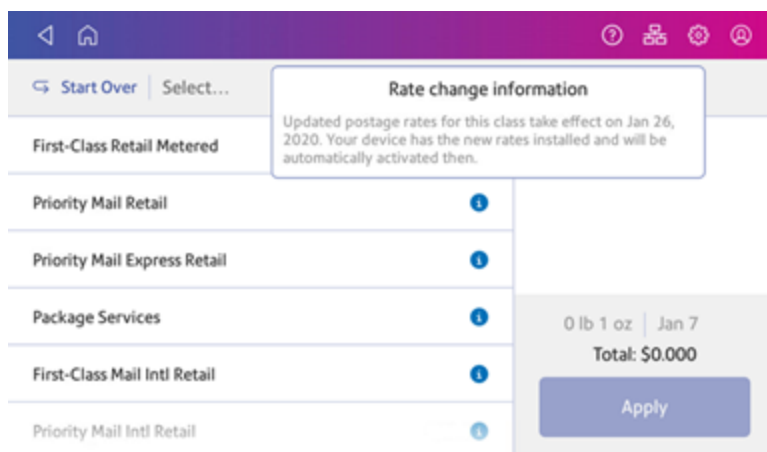 Start Over Select...
Rate change information
Updated postage rates for this class take effect on Jan 26,
2020. Your device has the new rates installed and will be
automatically activated then.
First-Class Retail Metered
Priority Mail Retail
Priority Mail Express Retail
Package Services
First-Class Mail Intl Retail
Priority Mail Intl Retail
0 lb 1 oz Jan 7
Total: $0.000
Apply